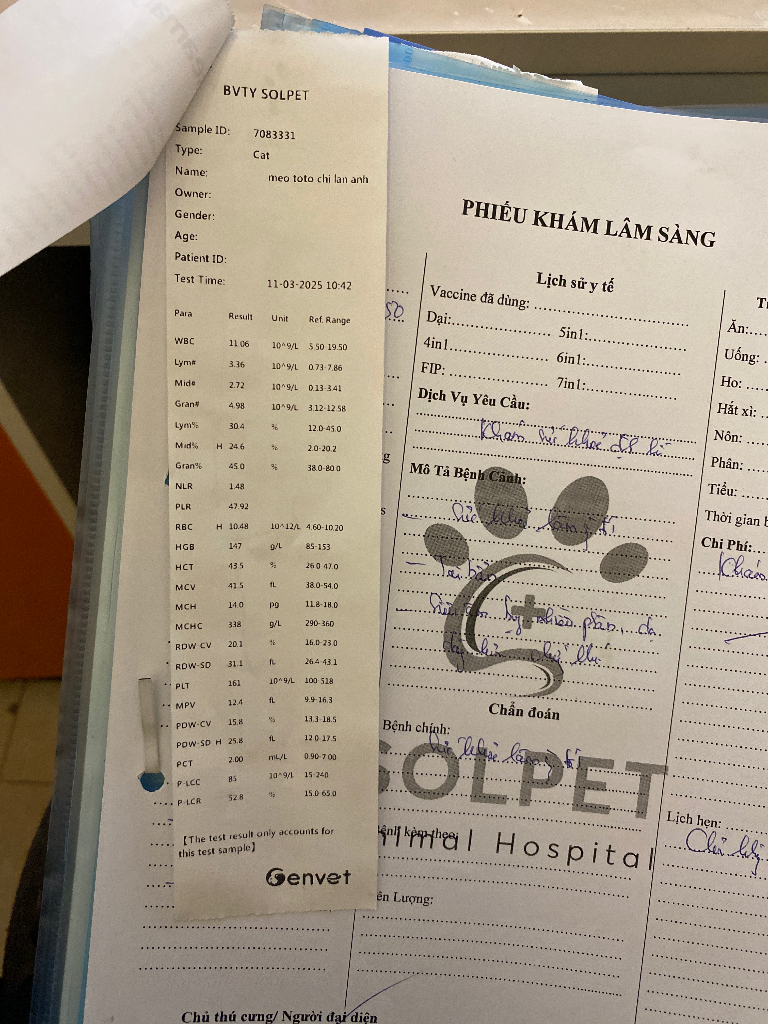 BVTY SOLPET
Sample ID: 7083331
Type: Cat
Name: meo toto chi lan anh
Owner:
Gender:
Age:
Patient ID:
Test Time: 11-03-2025 10:42
Para Result Unit Ref. Range
WBC 11.06 10^9/L 5.50-19.50
Lym# 3.36 10^9/L 0.73-7.86
Mid# 2.72 10^9/L 0.13-3.41
Gran# 4.98 10^9/L 3.12-12.58
Lym% 30.4 % 12.0-45.0
Mid% H 24.6 % 2.0-20.2
Gran% 45.0 % 38.0-80.0
NLR 1.48
PLR 47.92
RBC H 10.48 10^12/L 4.60-10.20
HGB 147 g/L 85-153
HCT 43.5 % 26.0-47.0
MCV 41.5 fL 38.0-54.0
MCH 14.0 pg 11.8-18.0
MCHC 338 g/L 290-360
RDW-CV 20.1 % 16.0-23.0
RDW-SD 31.1 fL 26.4-43.1
PLT 161 10^9/L 100-518
MPV 12.4 fL 9.9-16.3
PDW-CV 15.8 % 13.3-18.5
PDW-SD H 25.8 fL 12.0-17.5
PCT 2.00 mL/L 0.90-7.00
P-LCC 85 10^9/L 15-240
P-LCR 52.8 % 15.0-65.0
【The test result only accounts for
this test sample】
Genvet
PHIẾU KHÁM LÂM SÀNG
Lịch sử y tế
Vaccine đã dùng:
Dại: 5in1:
4in1 6in1:
FIP: 7in1:
Dịch Vụ Yêu Cầu:
Khám
Mô Tả Bệnh Cảnh:
Chẩn đoán
Bệnh chính:
SOLPET
kèm theo:
Animal Hospital
Lượng:
Chủ thú cưng/ Người đại diện
Ăn:
Uống:
Ho:
Hắt xì:
Nôn:
Phân:
Tiểu:
Thời gian
Chi Phí:
Khám
Lịch hẹn: